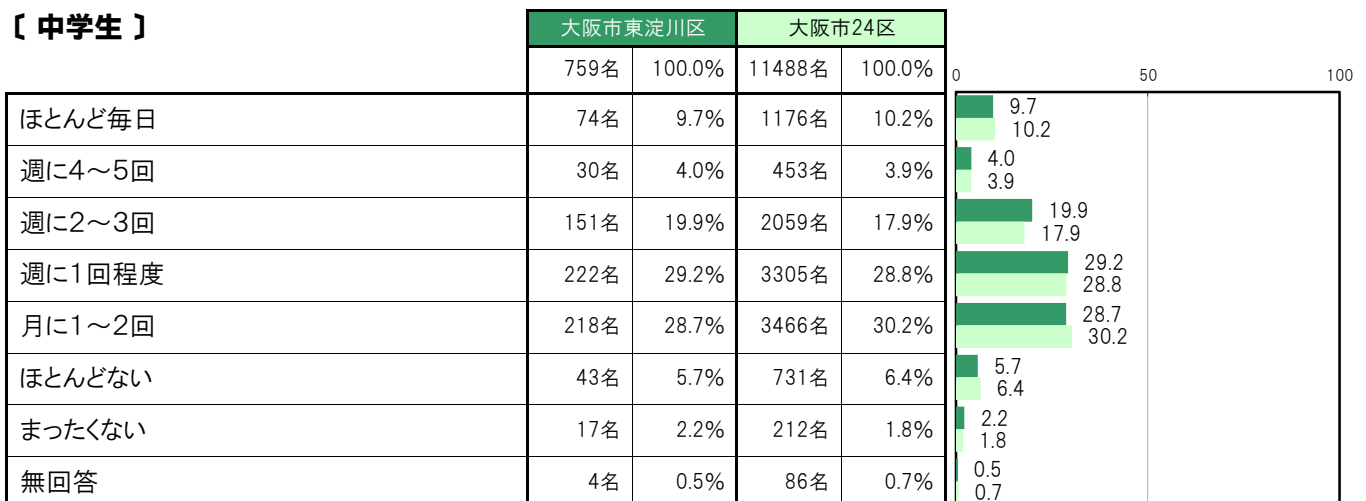 〔 中学生 〕
大阪市東淀川区 大阪市24区
759名 100.0% 11488名 100.0% 0 50 100
ほとんど毎日 74名 9.7% 1176名 10.2% 9.7
10.2
週に4～5回 30名 4.0% 453名 3.9% 4.0
3.9
週に2～3回 151名 19.9% 2059名 17.9% 19.9
17.9
週に1回程度 222名 29.2% 3305名 28.8% 29.2
28.8
月に1～2回 218名 28.7% 3466名 30.2% 28.7
30.2
ほとんどない 43名 5.7% 731名 6.4% 5.7
6.4
まったくない 17名 2.2% 212名 1.8% 2.2
1.8
無回答 4名 0.5% 86名 0.7% 0.5
0.7